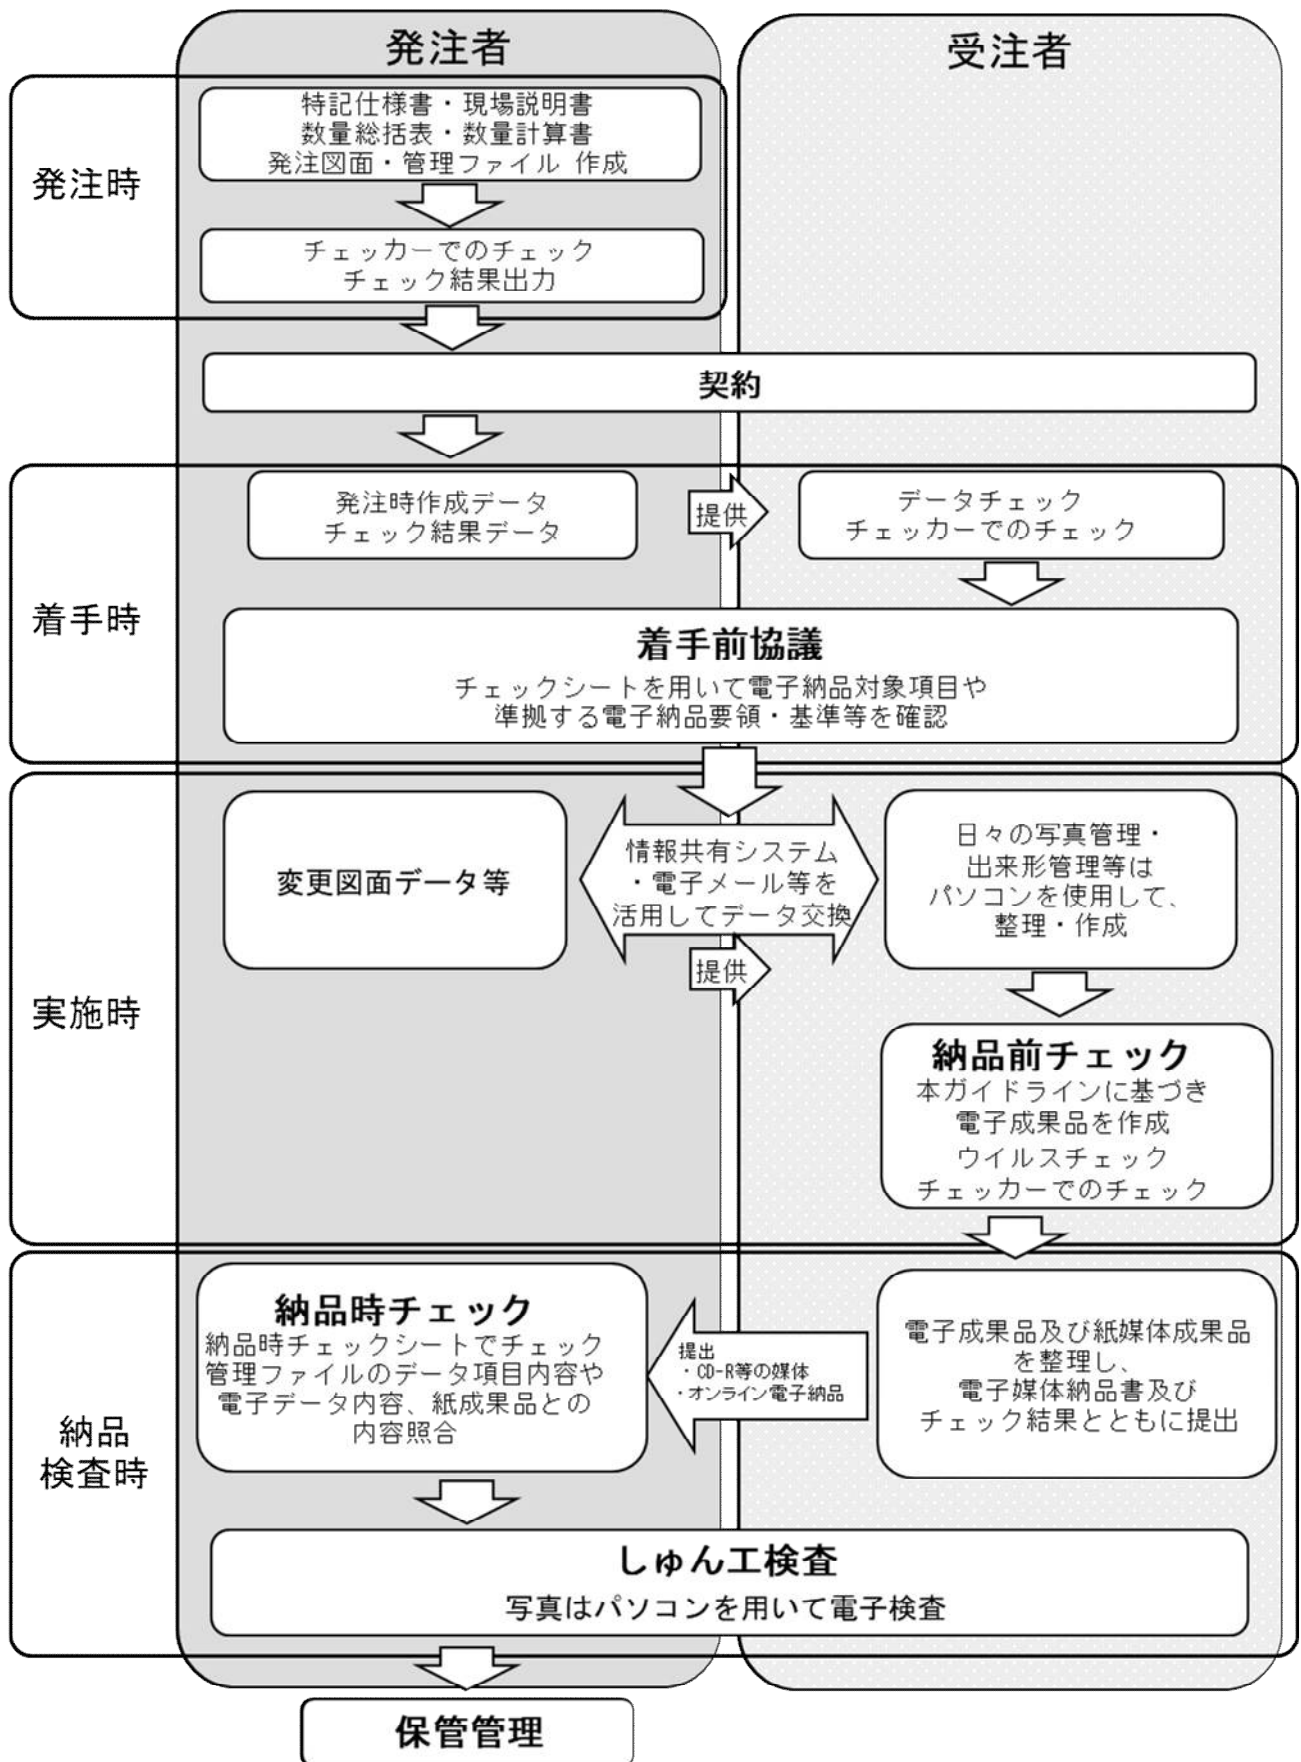 発注者
受注者
発注時
特記仕様書・現場説明書
数量総括表・数量計算書
発注図面・管理ファイル 作成
チェッカーでのチェック
チェック結果出力
契約
着手時
発注時作成データ
チェック結果データ
提供
データチェック
チェッカーでのチェック
着手前協議
チェックシートを用いて電子納品対象項目や
準拠する電子納品要領・基準等を確認
実施時
変更図面データ等
情報共有システム
・電子メール等を
活用してデータ交換
提供
日々の写真管理・
出来形管理等は
パソコンを使用して、
整理・作成
納品前チェック
本ガイドラインに基づき
電子成果品を作成
ウイルスチェック
チェッカーでのチェック
納品
検査時
納品時チェック
納品時チェックシートでチェック
管理ファイルのデータ項目内容や
電子データ内容、紙成果品との
内容照合
提出
・CD-R等の媒体
・オンライン電子納品
電子成果品及び紙媒体成果品
を整理し、
電子媒体納品書及び
チェック結果とともに提出
しゅん工検査
写真はパソコンを用いて電子検査
保管管理